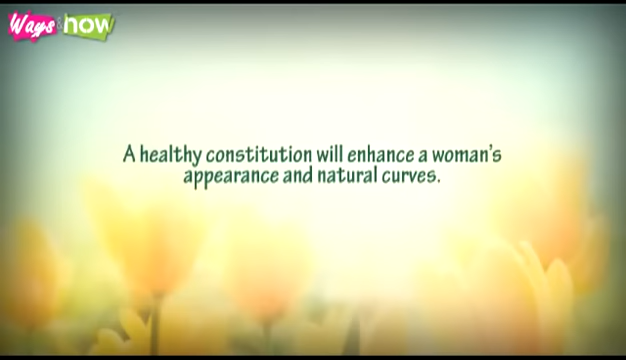 Ways & how
A healthy constitution will enhance a woman's
appearance and natural curves.